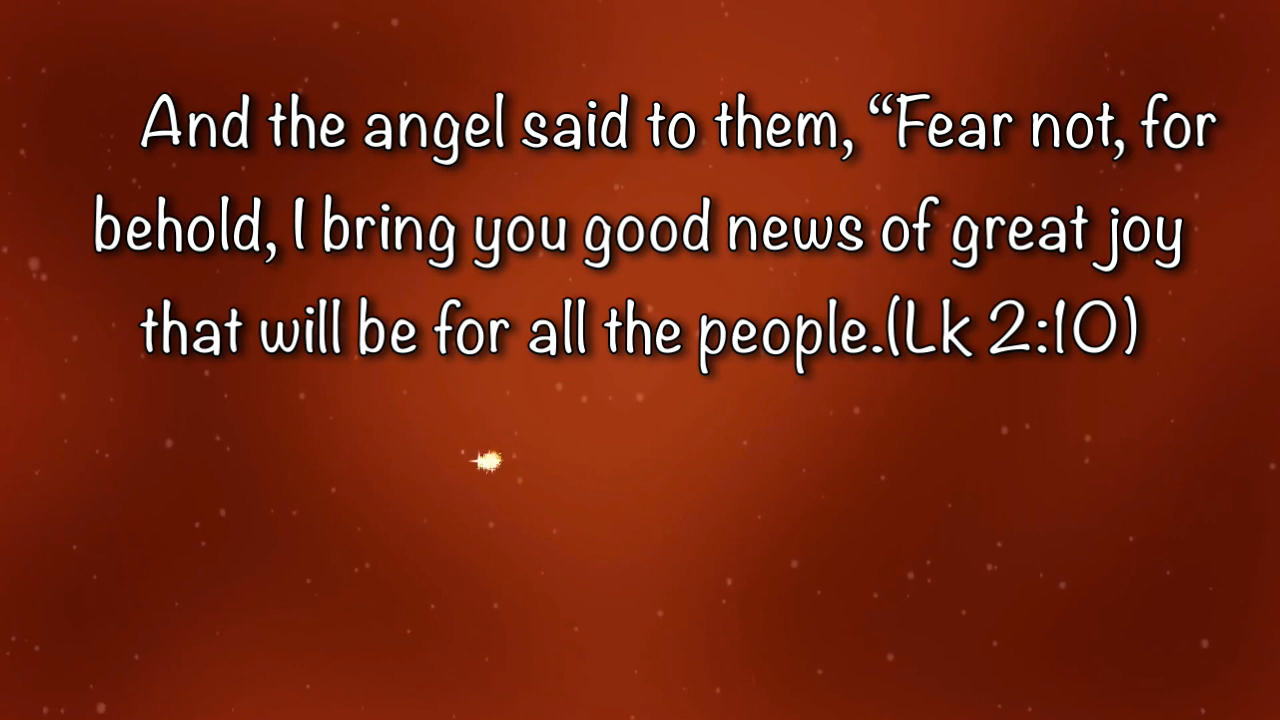 And the angel said to them, “Fear not, for
behold, I bring you good news of great joy
that will be for all the people.(Lk 2:10)